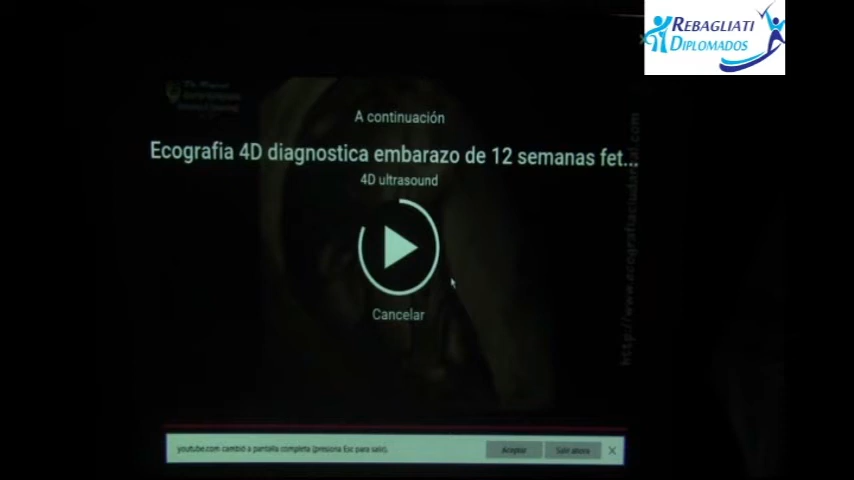 REBAGLIATI
DIPLOMADOS
A continuación
Ecografia 4D diagnostica embarazo de 12 semanas fet...
4D ultrasound
Cancelar
youtube.com cambió a pantalla completa (presiona Esc para salir).
Aceptar
Salir ahora